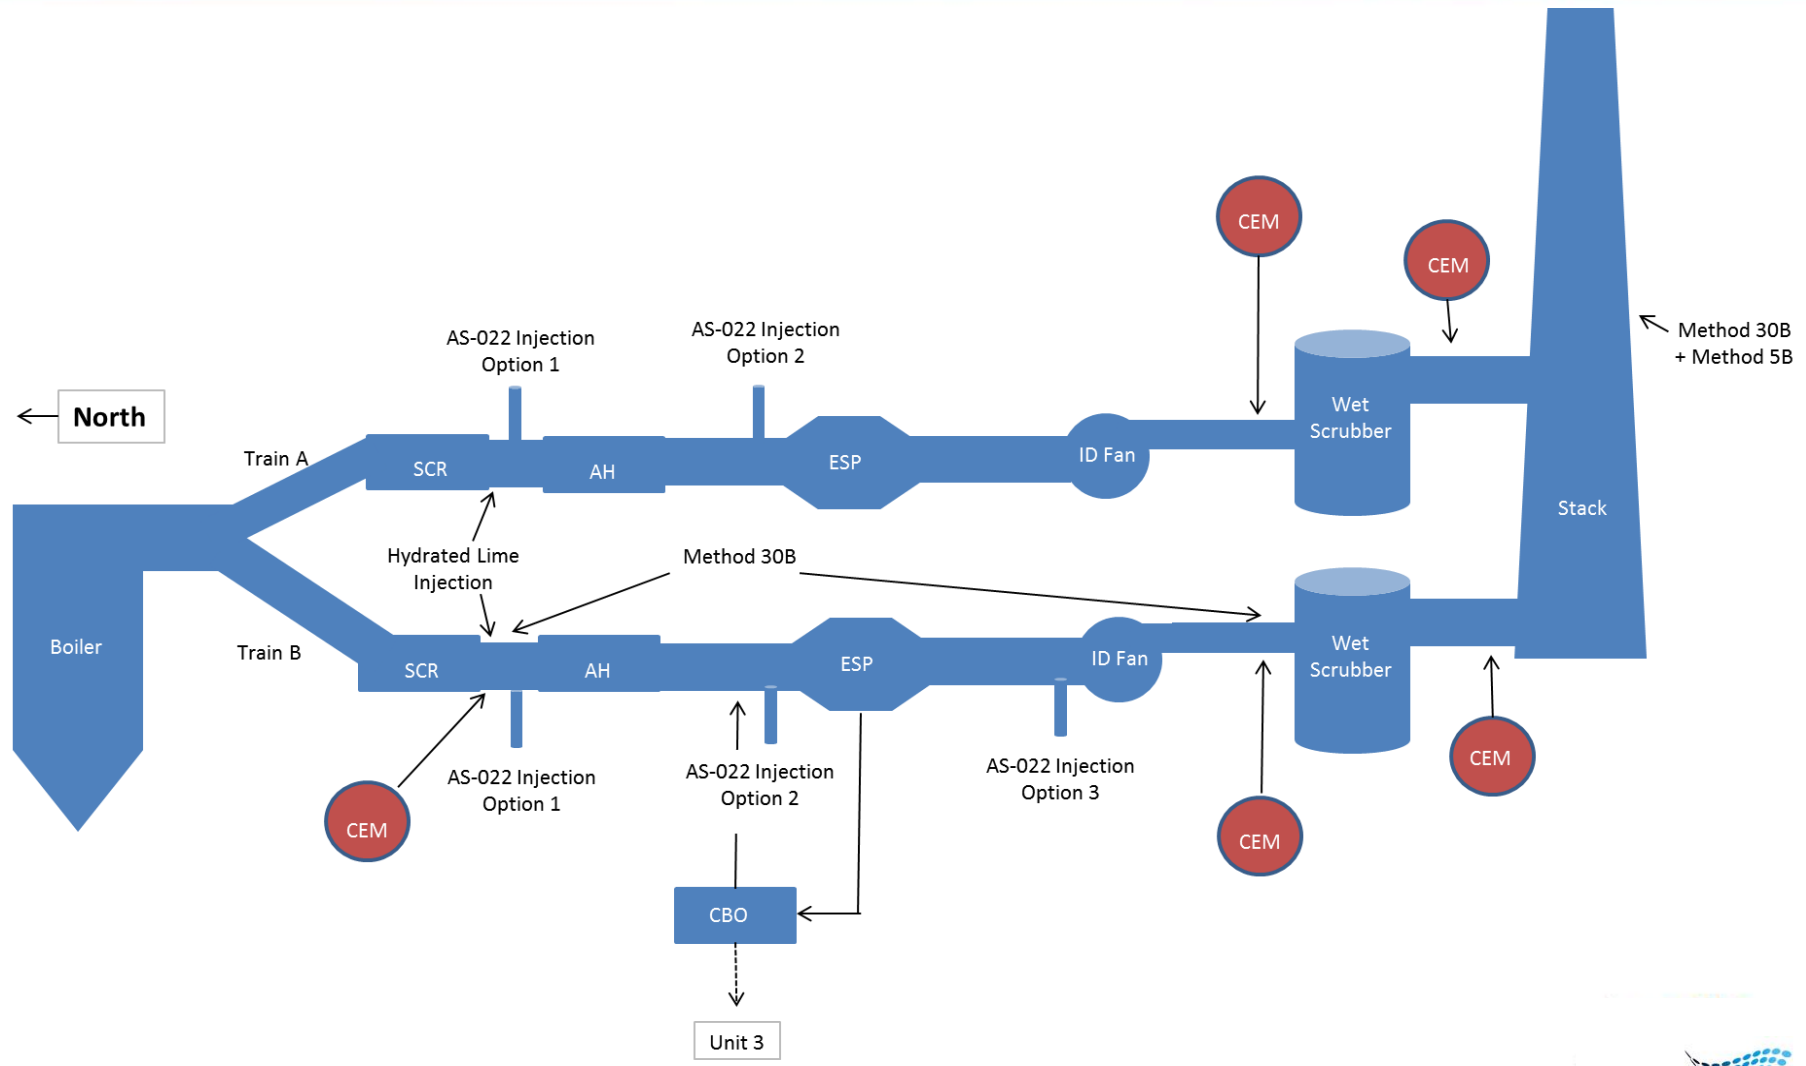 CEM
CEM
AS-022 Injection
Option 1
AS-022 Injection
Option 2
Method 30B
+ Method 5B
North
Wet
Scrubber
Train A
SCR
AH
ESP
ID Fan
Stack
Hydrated Lime
Injection
Method 30B
Boiler
Train B
SCR
AH
ESP
ID Fan
Wet
Scrubber
CEM
AS-022 Injection
Option 1
AS-022 Injection
Option 2
AS-022 Injection
Option 3
CEM
CEM
CBO
Unit 3